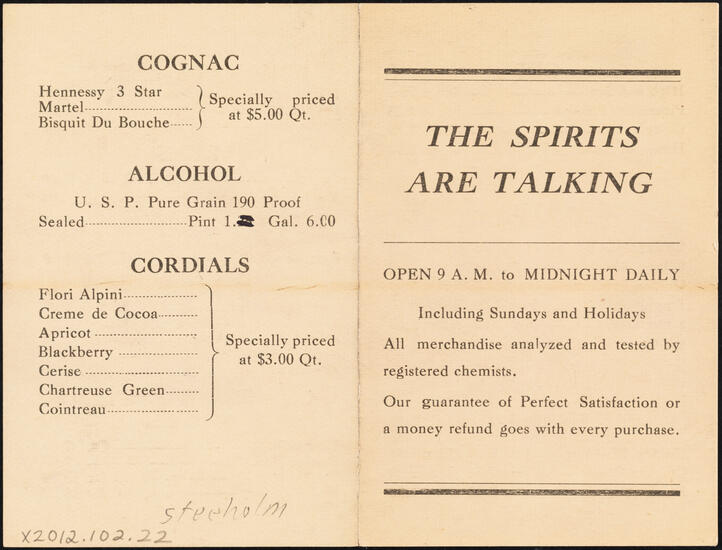 COGNAC
Hennessy 3 Star
Martel
Bisquit Du Bouche
Specially priced
at $5.00 Qt.
ALCOHOL
U. S. P. Pure Grain 190 Proof
Sealed Pint 1. Gal. 6.00
CORDIALS
Flori Alpini
Creme de Cocoa
Apricot
Blackberry
Cerise
Chartreuse Green
Cointreau
Specially priced
at $3.00 Qt.
steeholm
X2012.102.22
THE SPIRITS
ARE TALKING
OPEN 9 A. M. to MIDNIGHT DAILY
Including Sundays and Holidays
All merchandise analyzed and tested by
registered chemists.
Our guarantee of Perfect Satisfaction or
a money refund goes with every purchase.